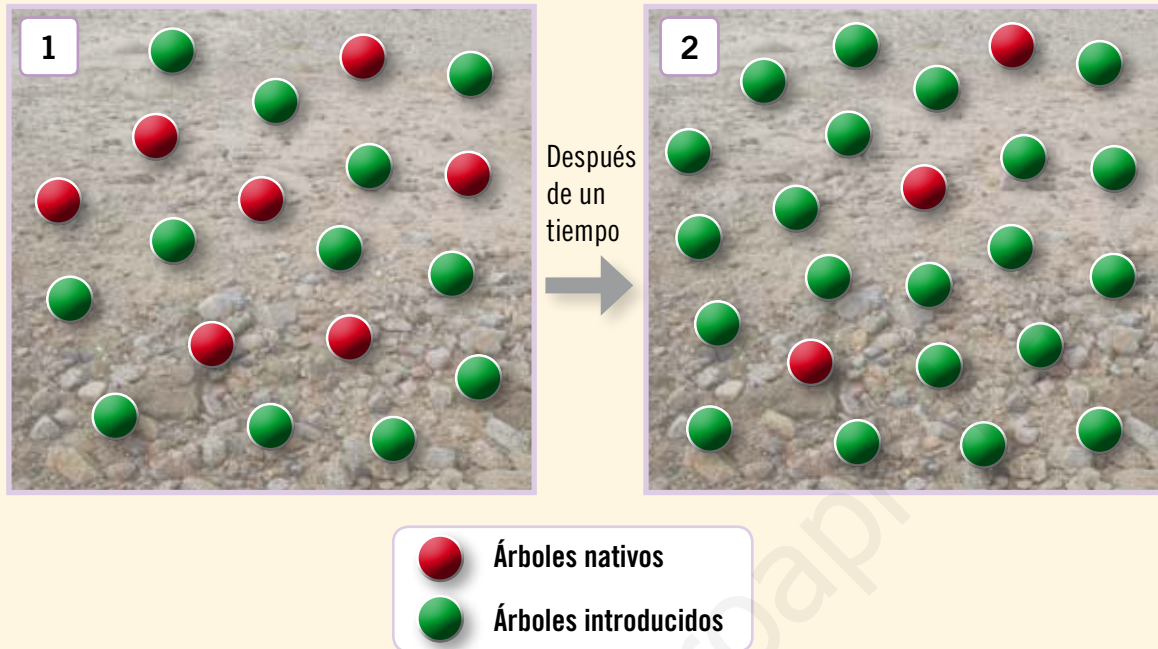 1
2
Después
de un
tiempo
Árboles nativos
Árboles introducidos